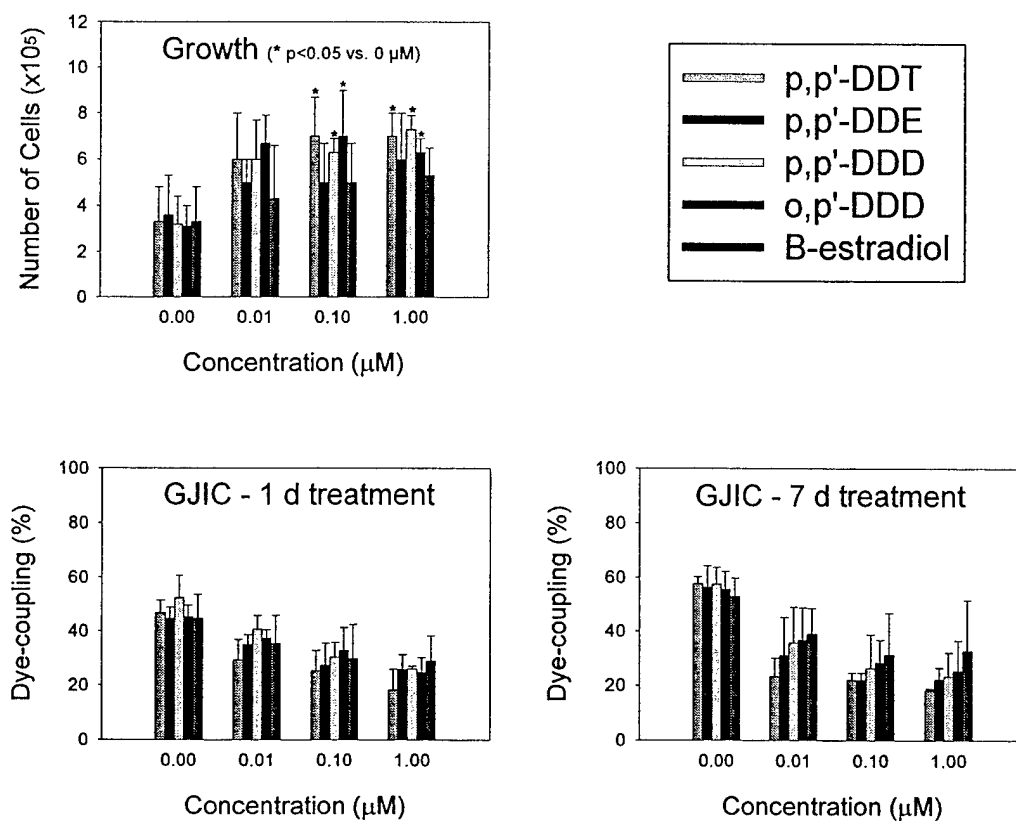 Growth (* p<0.05 vs. 0 µM)
Number of Cells (x10⁵)
12
10
8
6
4
2
0
* * * * * * *
0.00 0.01 0.10 1.00
Concentration (µM)
p,p'-DDT
p,p'-DDE
p,p'-DDD
o,p'-DDD
B-estradiol
GJIC - 1 d treatment
Dye-coupling (%)
100
80
60
40
20
0
0.00 0.01 0.10 1.00
Concentration (µM)
GJIC - 7 d treatment
Dye-coupling (%)
100
80
60
40
20
0
0.00 0.01 0.10 1.00
Concentration (µM)